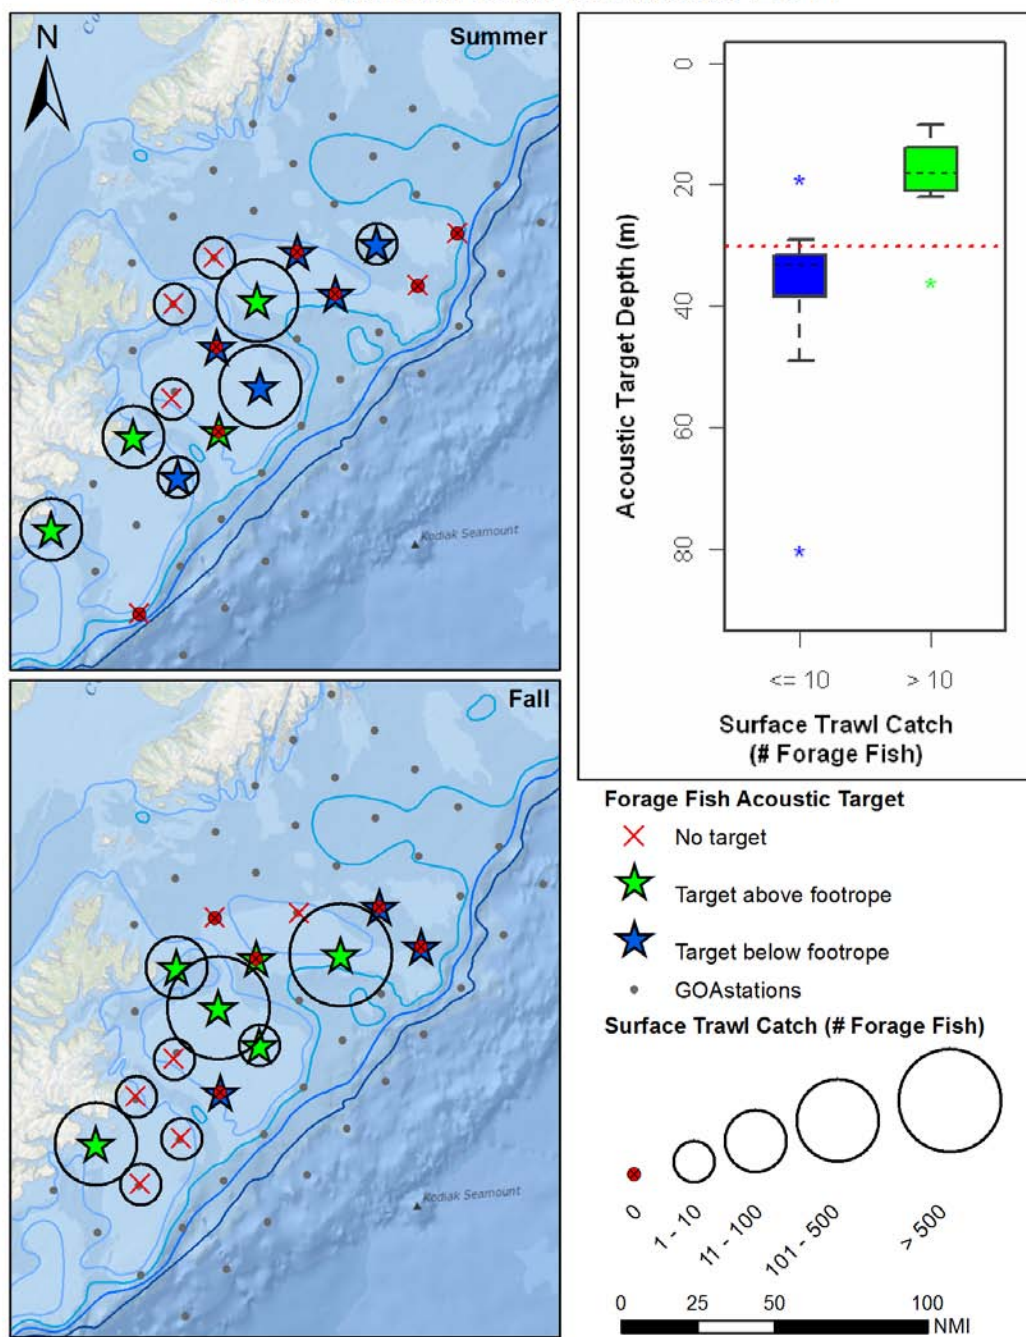 Summer
N
Co
Kodiak Seamount
Fall
Kodiak Seamount
Acoustic Target Depth (m)
0
20
40
60
80
<= 10
> 10
Surface Trawl Catch
(# Forage Fish)
Forage Fish Acoustic Target
No target
Target above footrope
Target below footrope
GOAstations
Surface Trawl Catch (# Forage Fish)
0
1 - 10
11 - 100
101 - 500
> 500
0 25 50 100
NMI